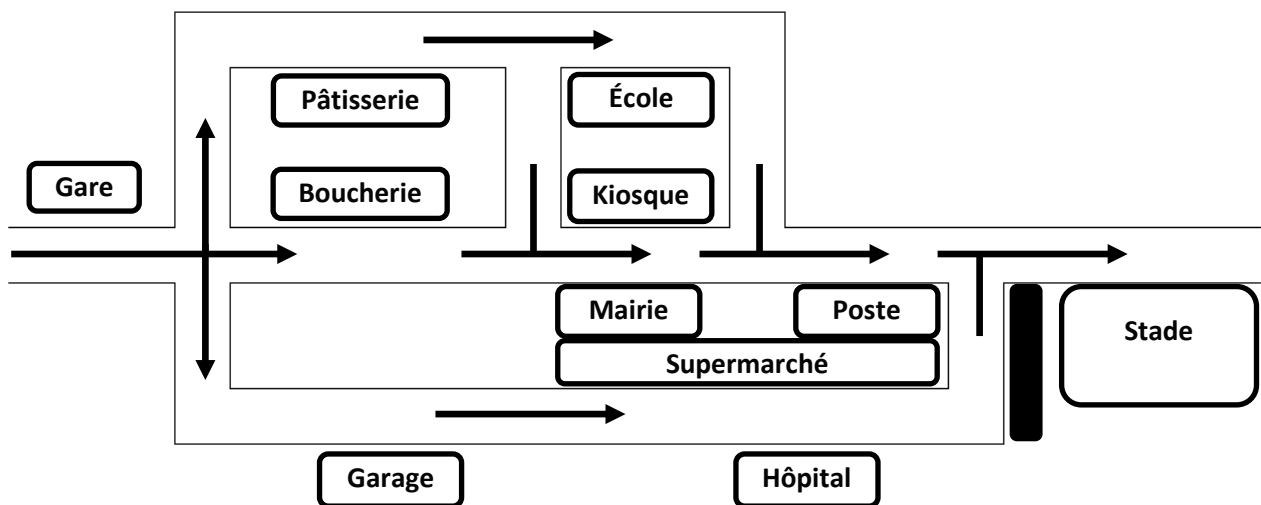 Pâtisserie
École
Gare
Boucherie
Kiosque
Mairie
Poste
Stade
Supermarché
Garage
Hôpital